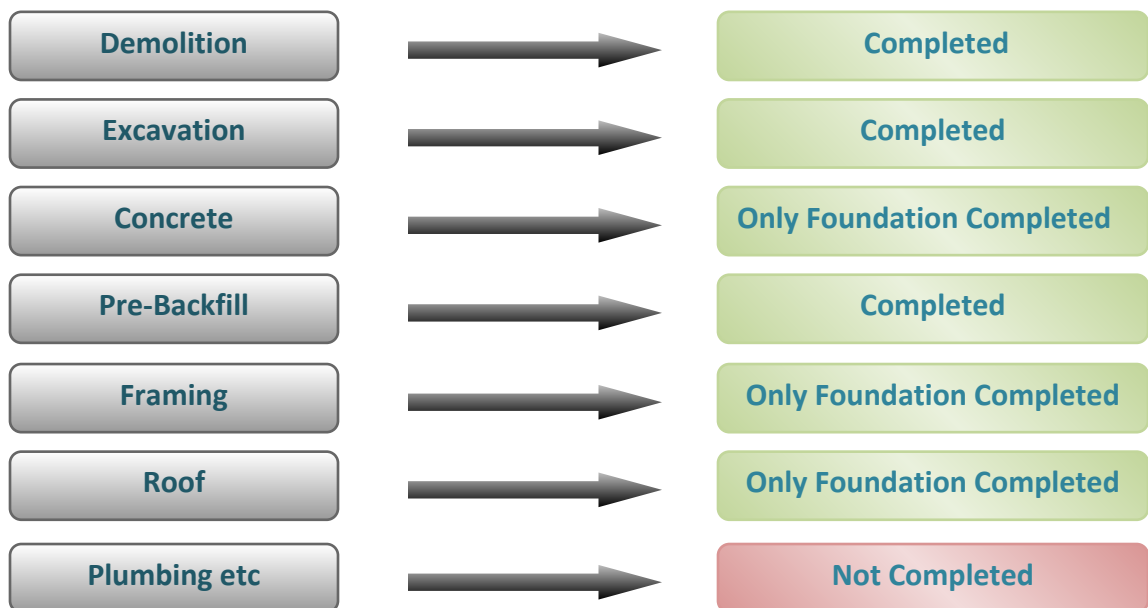 Demolition Completed
Excavation Completed
Concrete Only Foundation Completed
Pre-Backfill Completed
Framing Only Foundation Completed
Roof Only Foundation Completed
Plumbing etc Not Completed